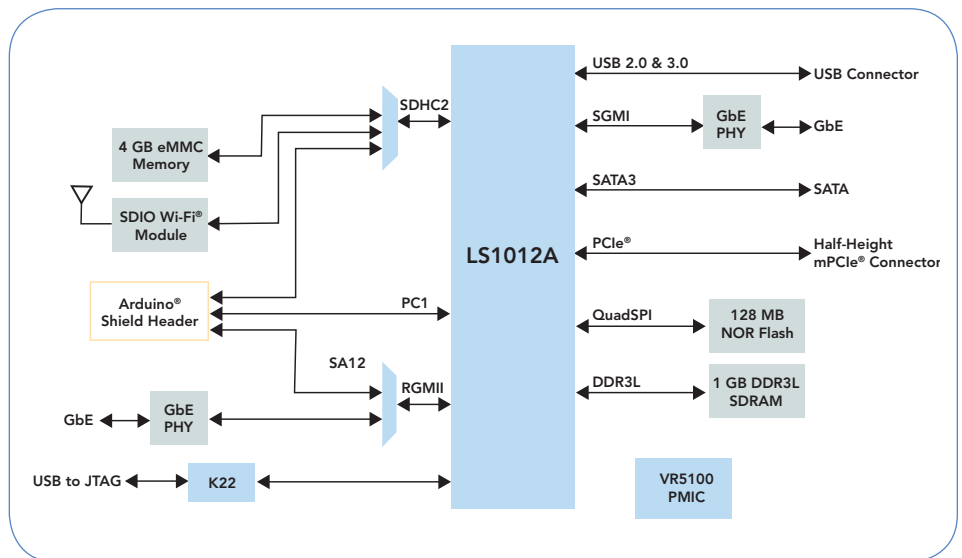 USB 2.0 & 3.0
USB Connector
SDHC2
SGMI
GbE
PHY
GbE
4 GB eMMC
Memory
SATA3
SATA
SDIO Wi-Fi®
Module
PCIe®
Half-Height
mPCIe® Connector
LS1012A
Arduino®
Shield Header
PC1
QuadSPI
128 MB
NOR Flash
SA12
RGMII
DDR3L
1 GB DDR3L
SDRAM
GbE
GbE
PHY
USB to JTAG
K22
VR5100
PMIC